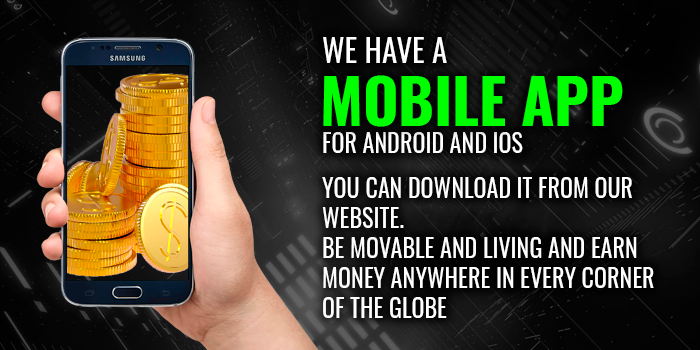 SAMSUNG
WE HAVE A
MOBILE APP
FOR ANDROID AND IOS
YOU CAN DOWNLOAD IT FROM OUR
WEBSITE.
BE MOVABLE AND LIVING AND EARN
MONEY ANYWHERE IN EVERY CORNER
OF THE GLOBE